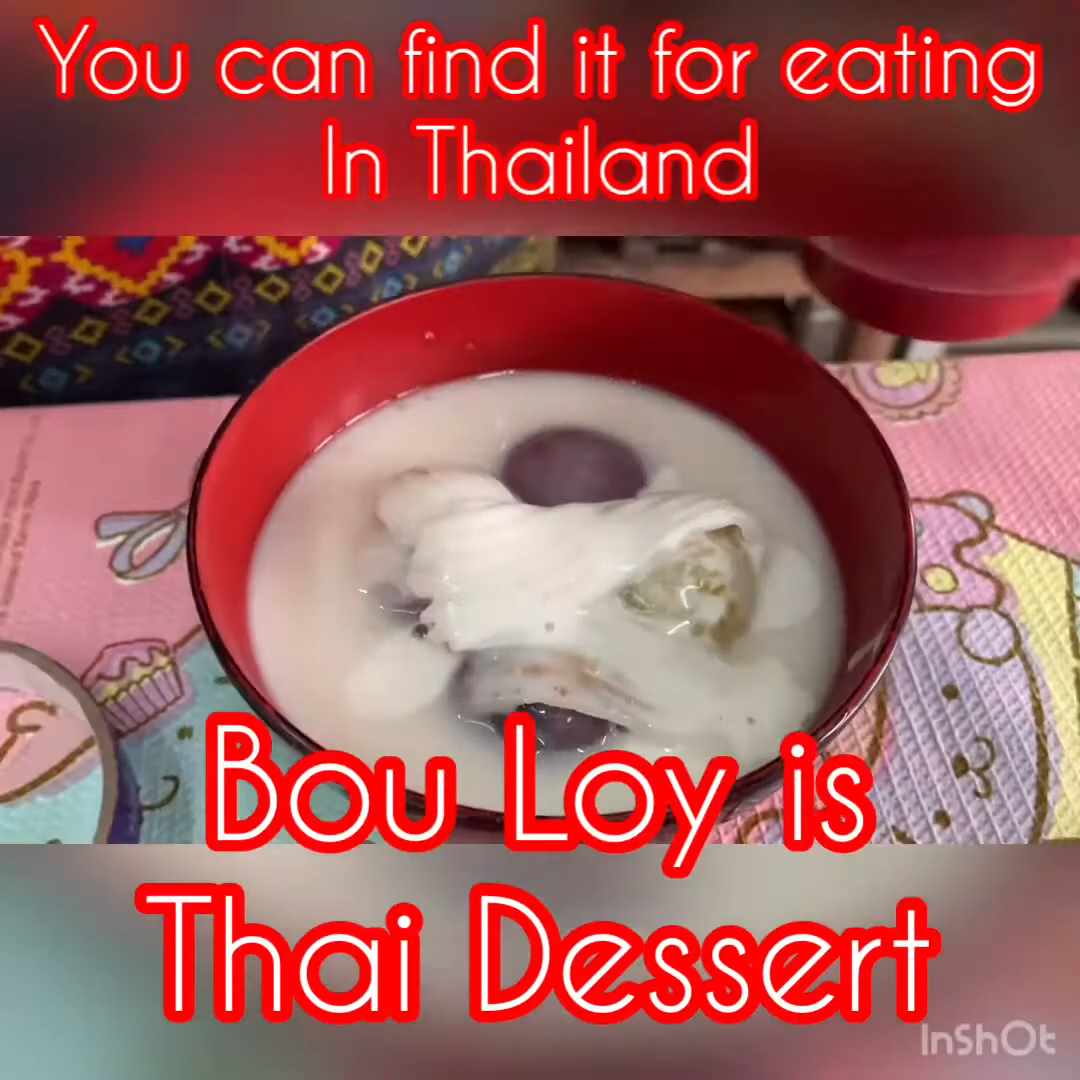 You can find it for eating
In Thailand
Bou Loy is
Thai Dessert
InShOt